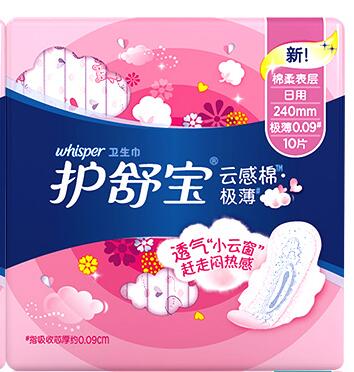 新!
棉柔表层
日用
240mm
极薄0.09#
10片
whisper 卫生巾
护舒宝®
云感棉™
极薄#
透气“小云窗”
赶走闷热感
#指吸收芯厚约0.09CM